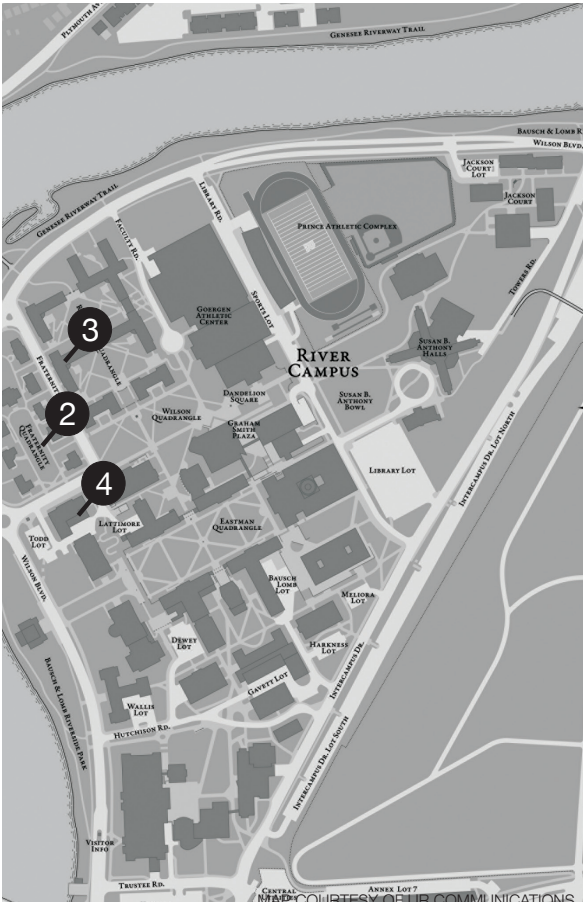 Plymouth Av
Genesee Riverway Trail
Bausch & Lomb R
Wilson Blvd.
Jackson
Court
Lot
Jackson
Court
Genesee Riverway Trail
Library Rd.
Faculty Rd.
Prince Athletic Complex
Towers Rd.
Goergen
Athletic
Center
Sports Lot
3
Quadrangle
Fraternity
River
Campus
Susan B.
Anthony
Halls
2
Fraternity
Quadrangle
Wilson
Quadrangle
Dandelion
Square
Graham
Smith
Plaza
Susan B.
Anthony
Bowl
Library Lot
Intercampus Dr. Lot North
4
Lattimore
Lot
Todd
Lot
Eastman
Quadrangle
Wilson Blvd.
Bausch
Lomb
Lot
Meliora
Lot
Dewey
Lot
Harkness
Lot
Intercampus Dr.
Gavett Lot
Wallis
Lot
Hutchison Rd.
Bausch & Lomb Riverside Park
Intercampus Dr. Lot South
Visitor
Info
Trustee Rd.
Central
Annex Lot 7
MAP COURTESY OF UR COMMUNICATIONS